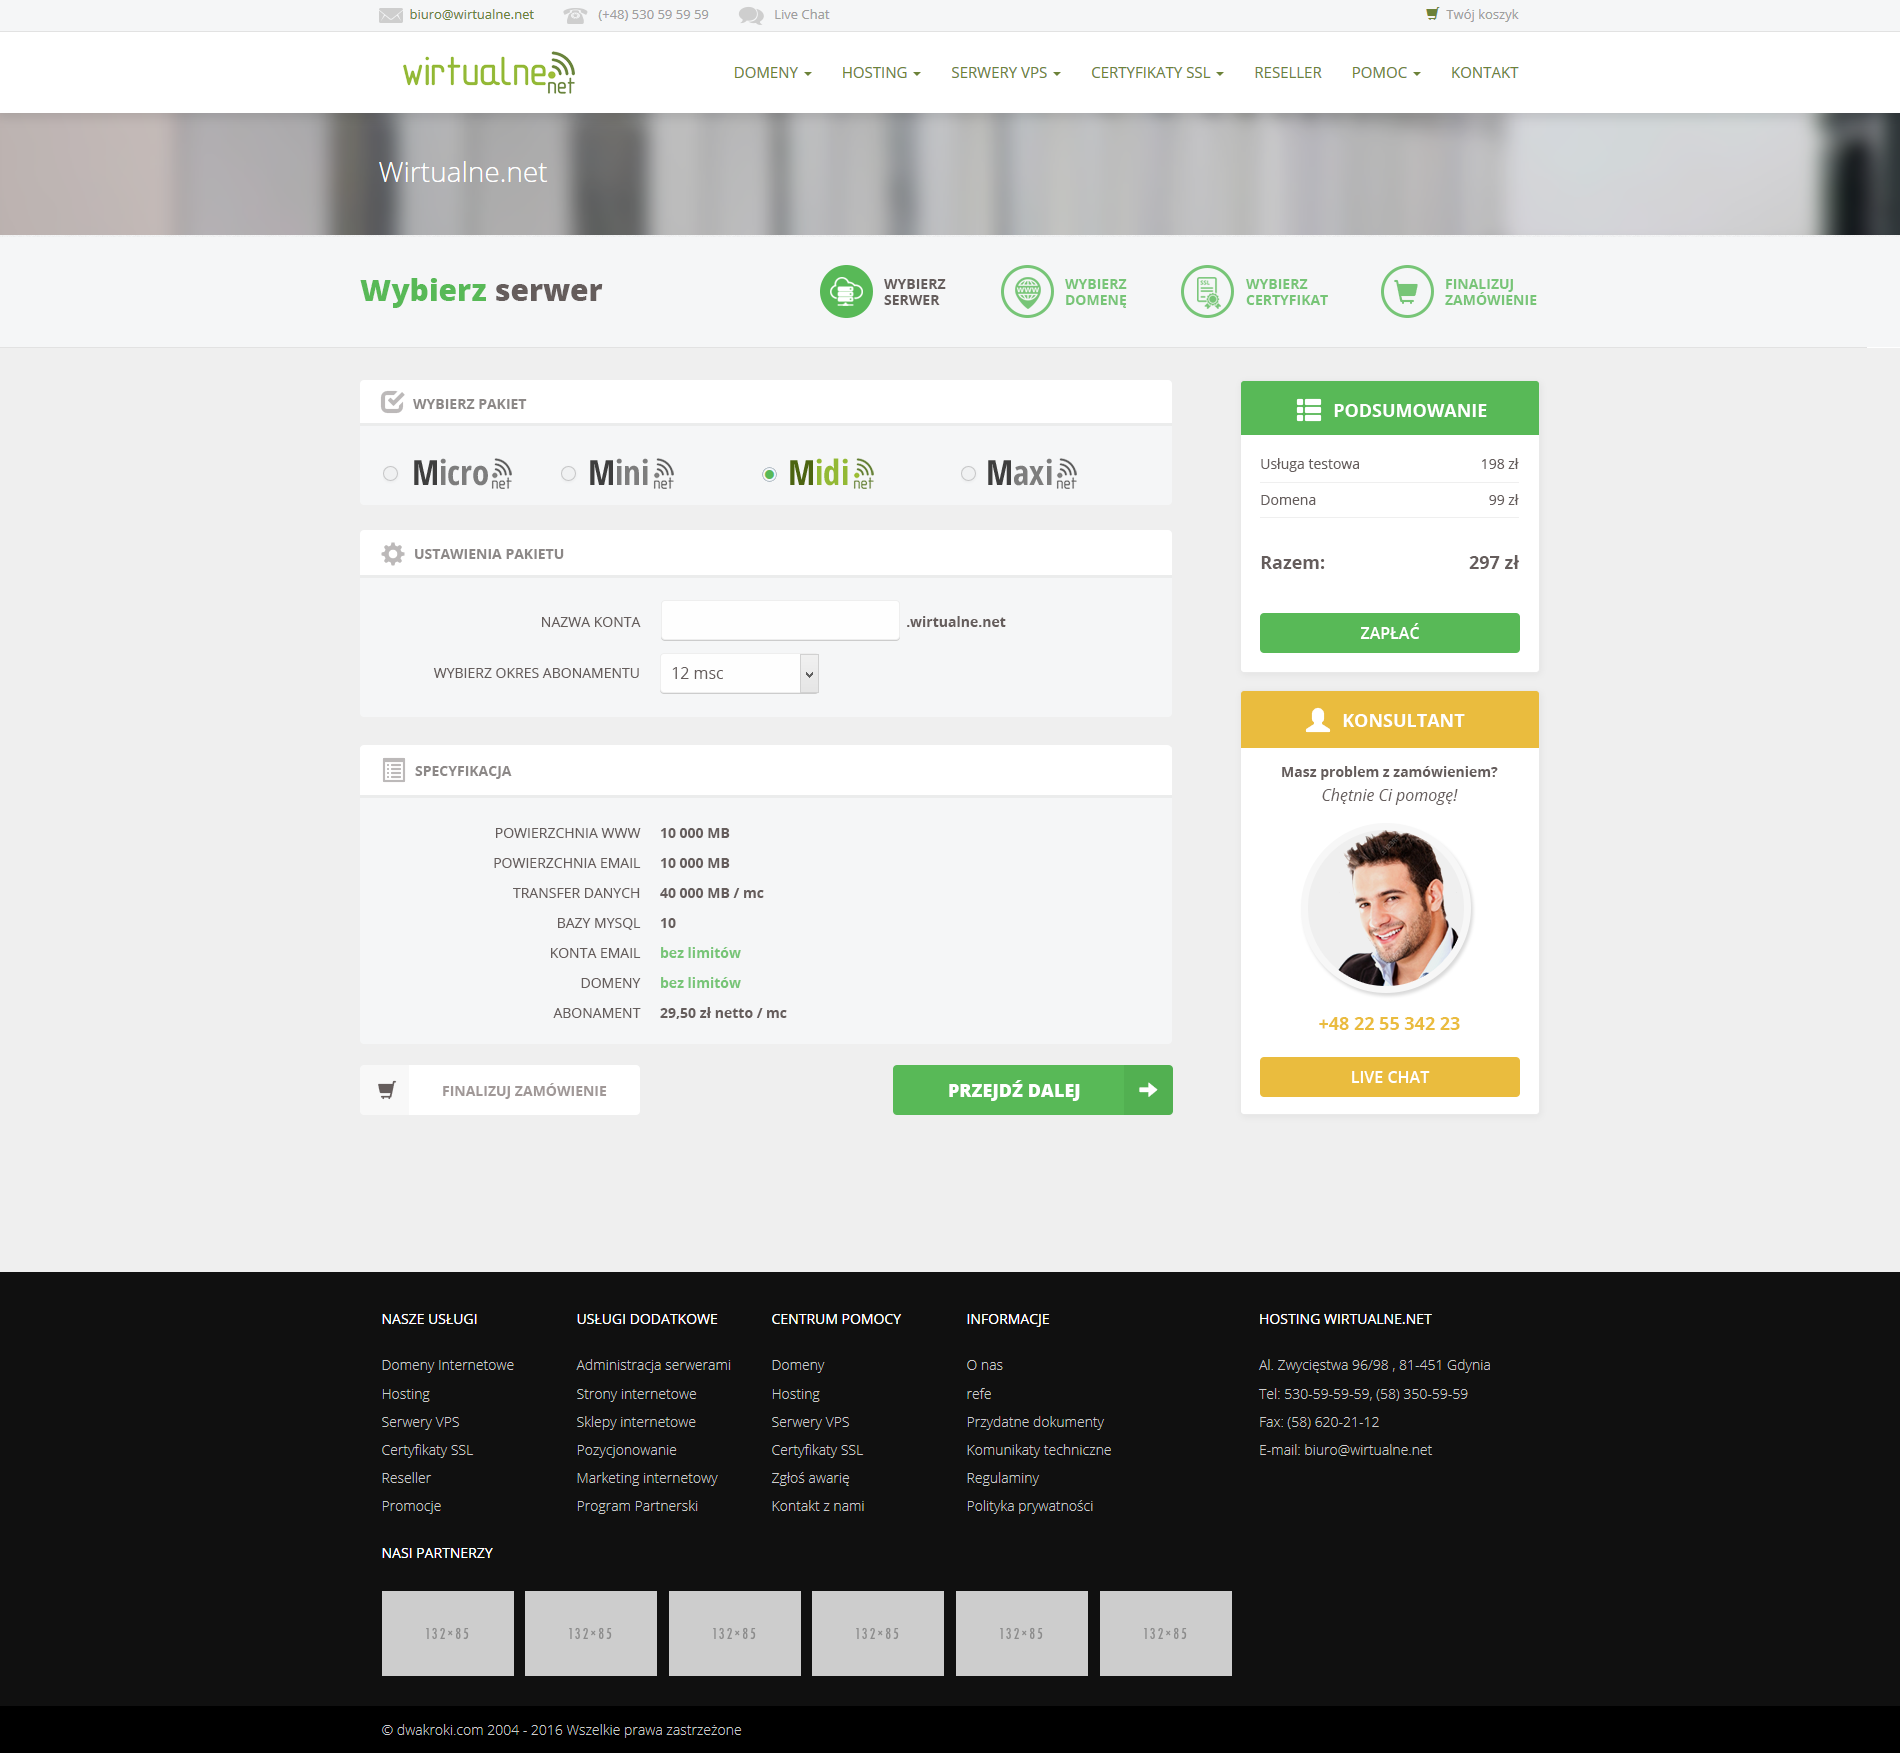 biuro@wirtualne.net (+48) 530 59 59 59 Live Chat Twój koszyk
wirtualne.net DOMENY HOSTING SERWERY VPS CERTYFIKATY SSL RESELLER POMOC KONTAKT
Wirtualne.net
Wybierz serwer
WYBIERZ SERWER
WWW
WYBIERZ DOMENĘ
SSL
WYBIERZ CERTYFIKAT
FINALIZUJ ZAMÓWIENIE
WYBIERZ PAKIET
Micro net Mini net Midi net Maxi net
USTAWIENIA PAKIETU
NAZWA KONTA .wirtualne.net
WYBIERZ OKRES ABONAMENTU 12 msc
SPECYFIKACJA
POWIERZCHNIA WWW 10 000 MB
POWIERZCHNIA EMAIL 10 000 MB
TRANSFER DANYCH 40 000 MB / mc
BAZY MYSQL 10
KONTA EMAIL bez limitów
DOMENY bez limitów
ABONAMENT 29,50 zł netto / mc
FINALIZUJ ZAMÓWIENIE PRZEJDŹ DALEJ
PODSUMOWANIE
Usługa testowa 198 zł
Domena 99 zł
Razem: 297 zł
ZAPŁAĆ
KONSULTANT
Masz problem z zamówieniem?
Chętnie Ci pomogę!
+48 22 55 342 23
LIVE CHAT
NASZE USŁUGI
Domeny Internetowe
Hosting
Serwery VPS
Certyfikaty SSL
Reseller
Promocje
USŁUGI DODATKOWE
Administracja serwerami
Strony internetowe
Sklepy internetowe
Pozycjonowanie
Marketing internetowy
Program Partnerski
CENTRUM POMOCY
Domeny
Hosting
Serwery VPS
Certyfikaty SSL
Zgłoś awarię
Kontakt z nami
INFORMACJE
O nas
refe
Przydatne dokumenty
Komunikaty techniczne
Regulaminy
Polityka prywatności
HOSTING WIRTUALNE.NET
Al. Zwycięstwa 96/98 , 81-451 Gdynia
Tel: 530-59-59-59, (58) 350-59-59
Fax: (58) 620-21-12
E-mail: biuro@wirtualne.net
NASI PARTNERZY
132×85 132×85 132×85 132×85 132×85 132×85
© dwakroki.com 2004 - 2016 Wszelkie prawa zastrzeżone